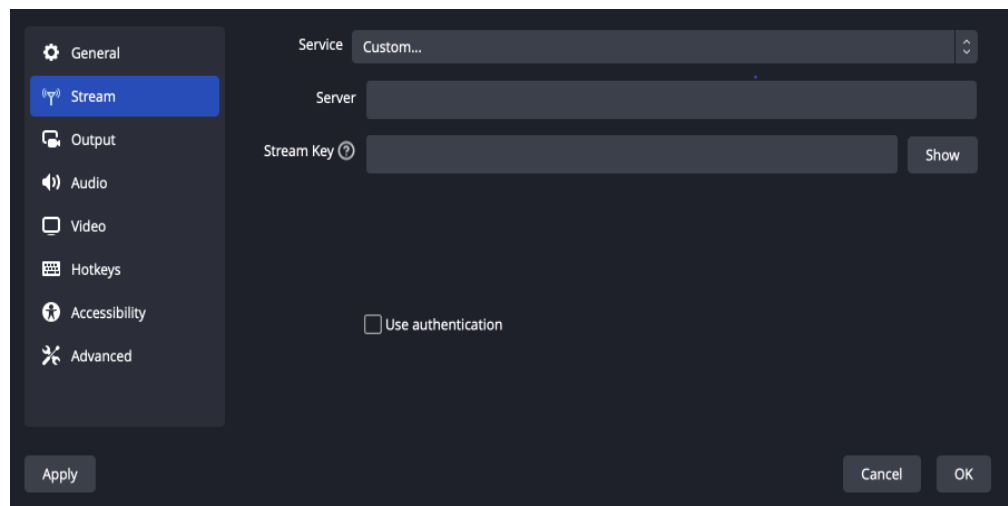 General
Stream
Output
Audio
Video
Hotkeys
Accessibility
Advanced
Service Custom...
Server
Stream Key ? Show
Use authentication
Apply Cancel OK